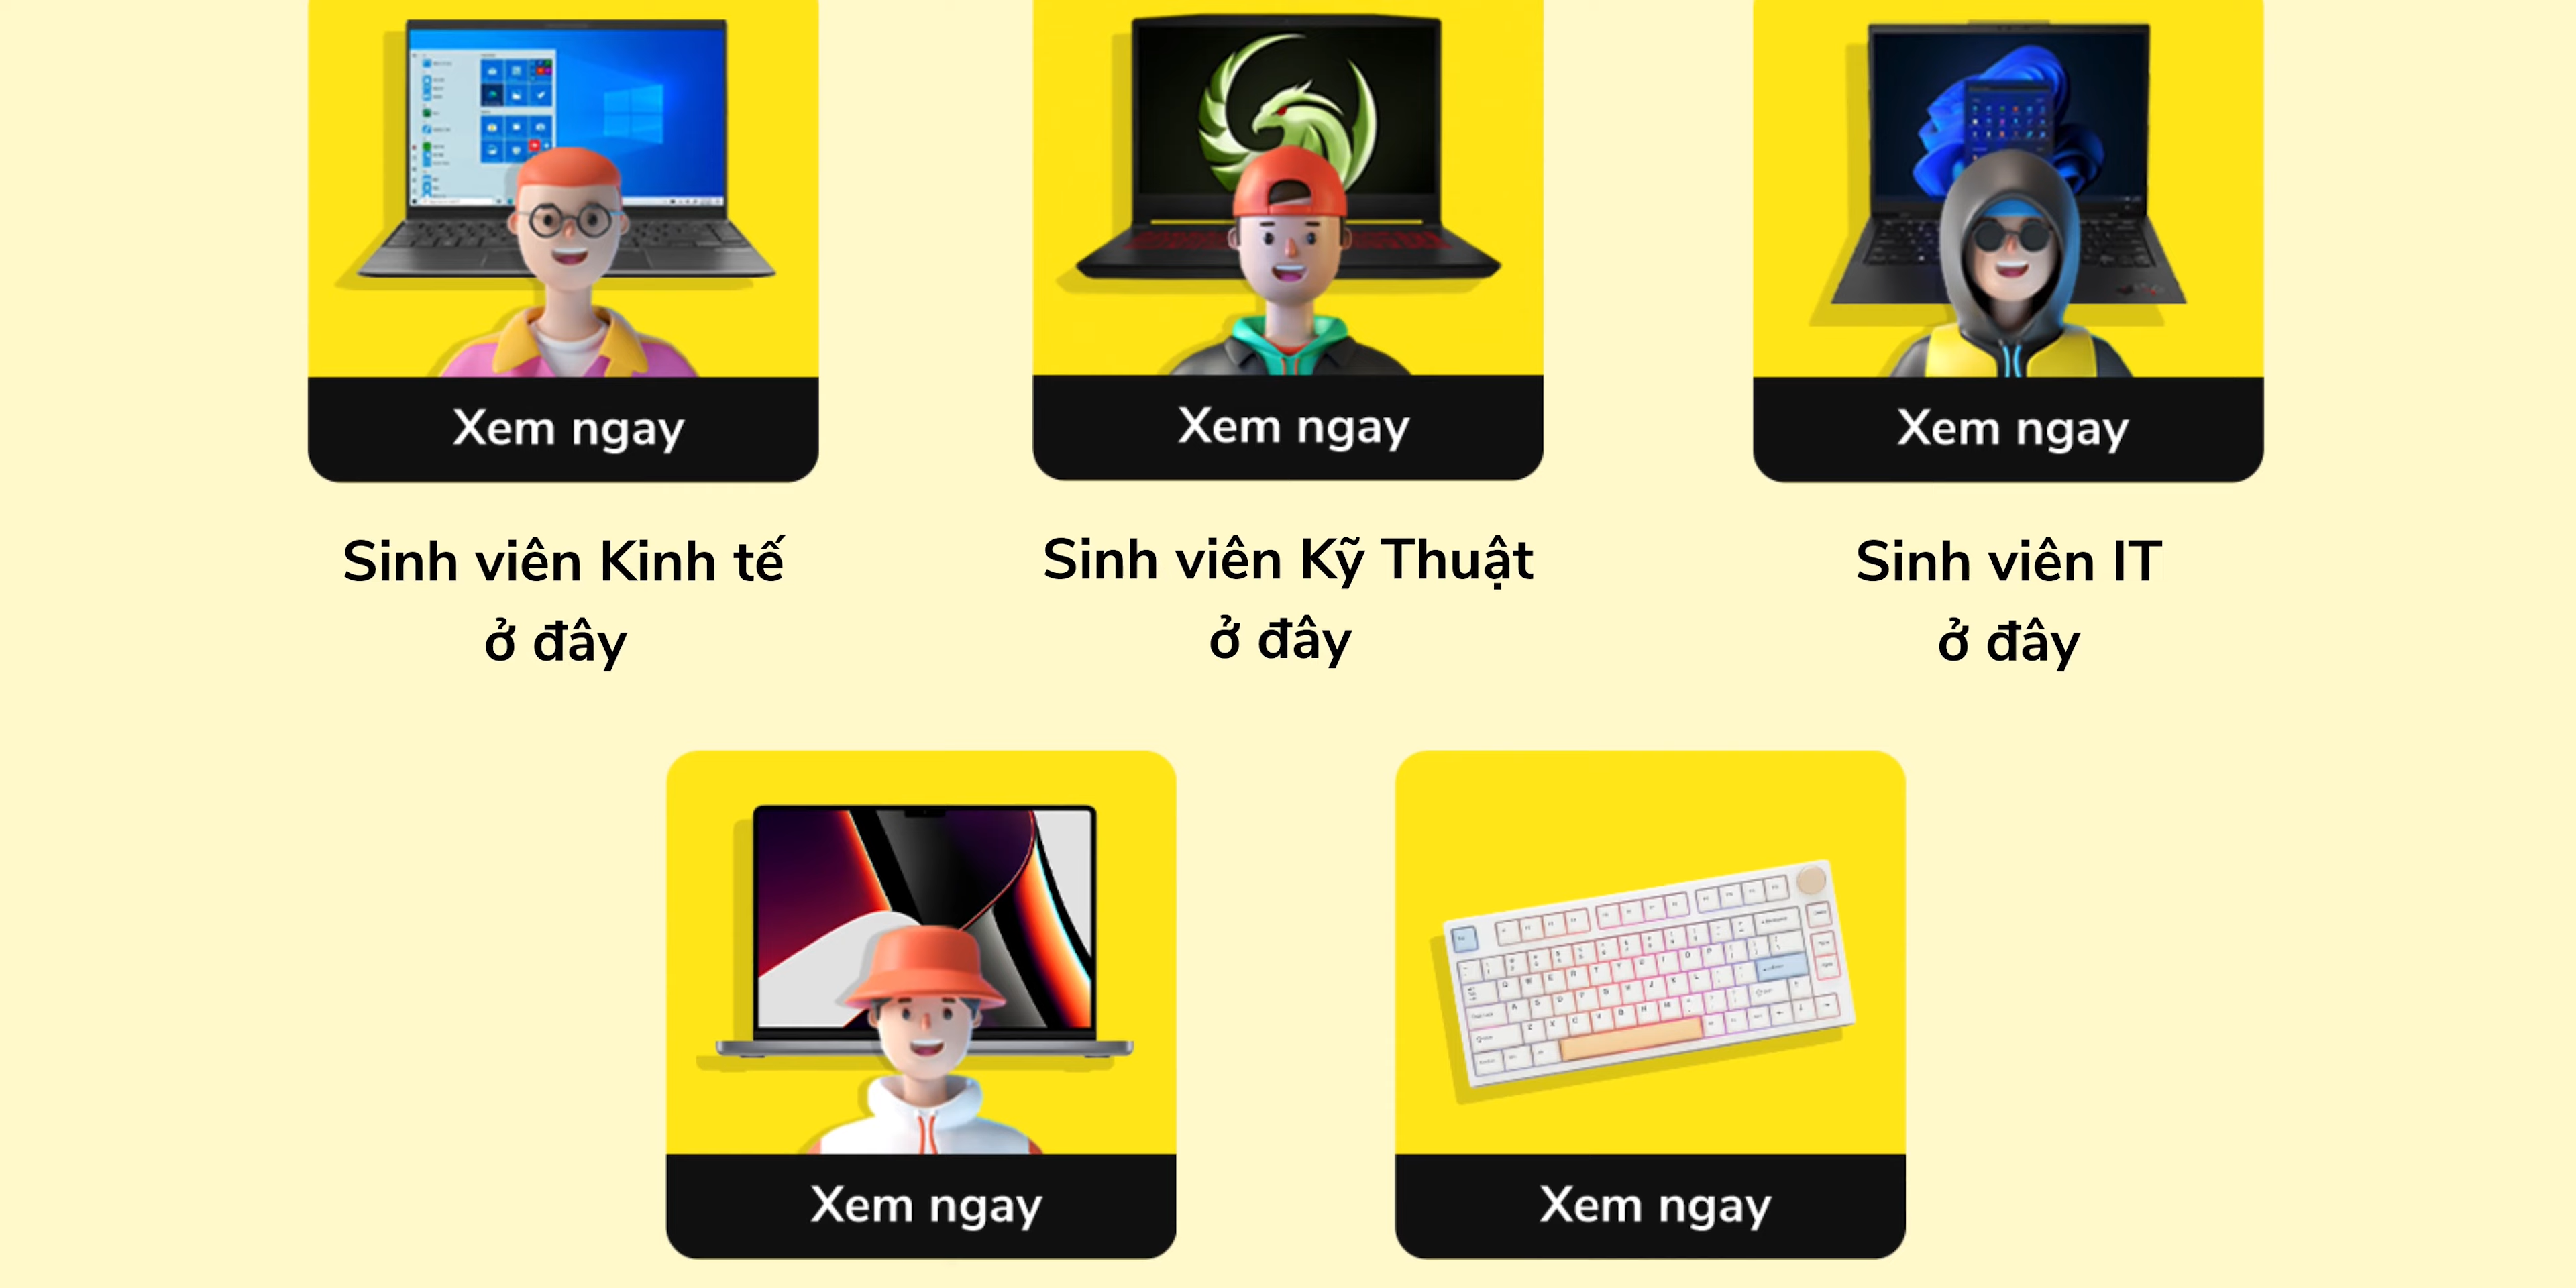 Xem ngay
Xem ngay
Xem ngay
Sinh viên Kinh tế
ở đây
Sinh viên Kỹ Thuật
ở đây
Sinh viên IT
ở đây
Xem ngay
Xem ngay